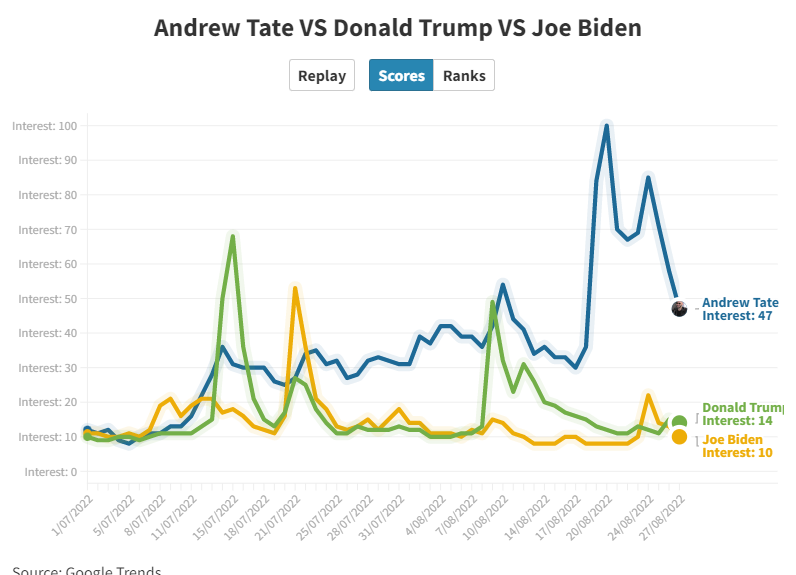 Andrew Tate VS Donald Trump VS Joe Biden
Replay Scores Ranks
Interest: 100
Interest: 90
Interest: 80
Interest: 70
Interest: 60
Interest: 50
Interest: 40
Interest: 30
Interest: 20
Interest: 10
Interest: 0
Andrew Tate
Interest: 47
Donald Trump
Interest: 14
Joe Biden
Interest: 10
1/07/2022 5/07/2022 8/07/2022 11/07/2022 15/07/2022 18/07/2022 21/07/2022 25/07/2022 28/07/2022 31/07/2022 4/08/2022 7/08/2022 10/08/2022 14/08/2022 17/08/2022 20/08/2022 24/08/2022 27/08/2022
Source: Google Trends